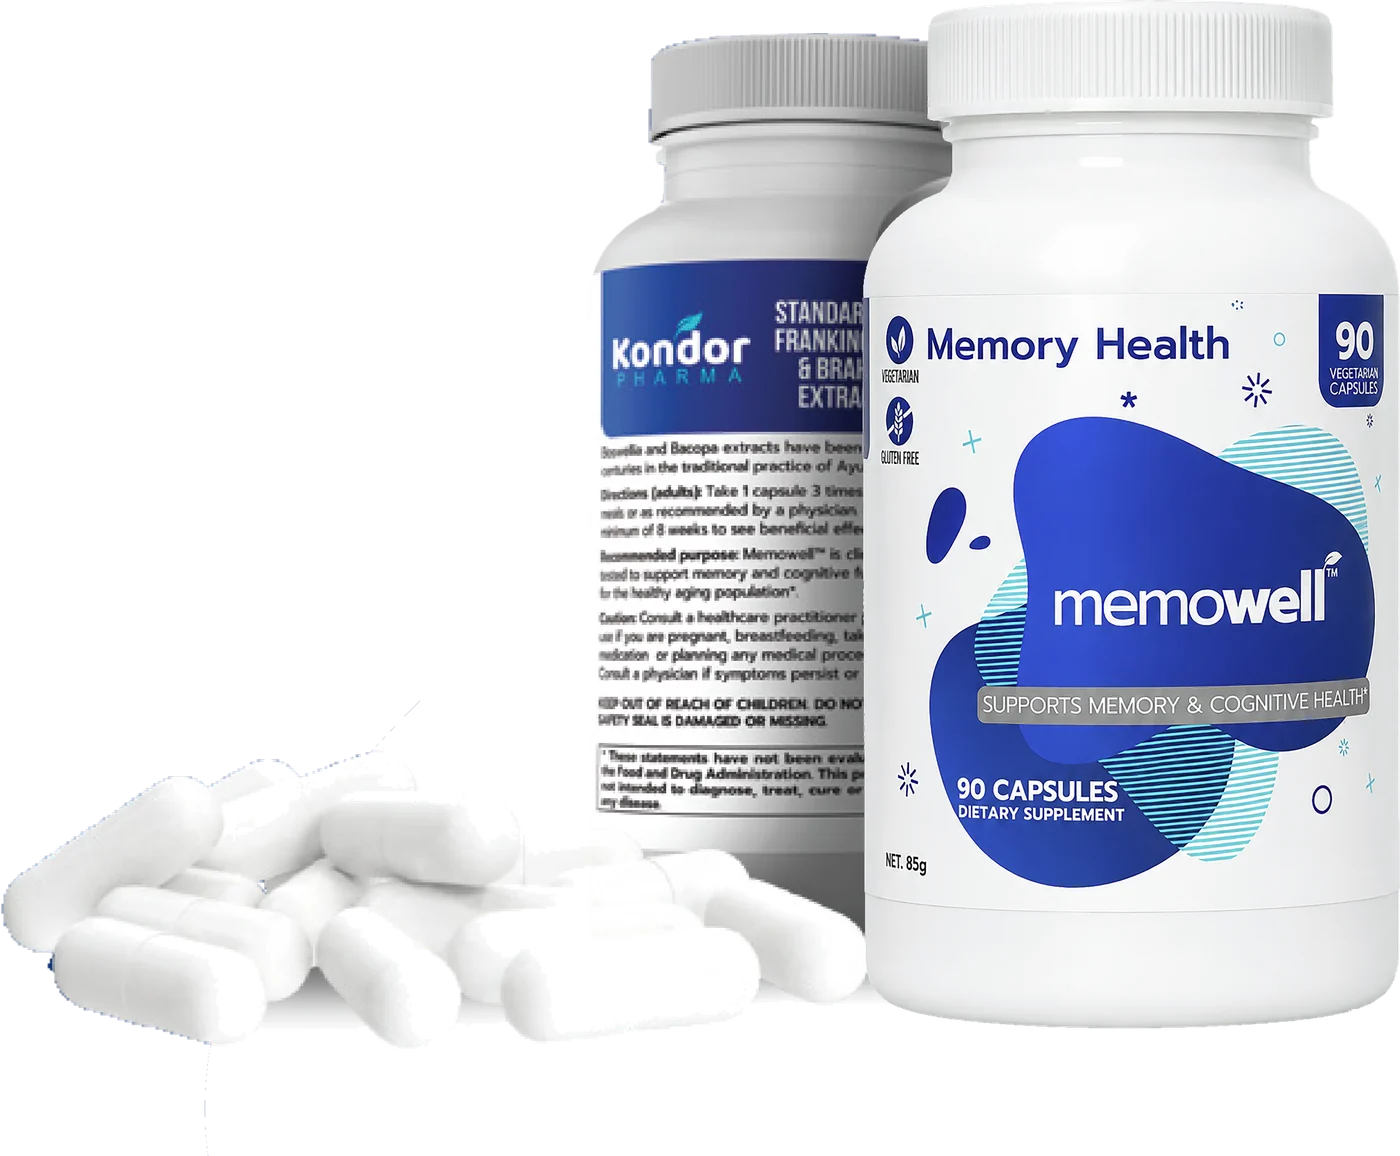 Kondor
PHARMA
STANDAR
FRANKIN
& BRAH
EXTRA
Boswellia and Bacopa extracts have been
centuries in the traditional practice of Ayu
Directions (adults): Take 1 capsule 3 times
meals or as recommended by a physician.
minimum of 8 weeks to see beneficial effe
Recommended purpose: Memowell™ is cli
tested to support memory and cognitive fu
for the healthy aging population*.
Caution: Consult a healthcare practitioner
use if you are pregnant, breastfeeding, tak
medication or planning any medical proce
Consult a physician if symptoms persist or
KEEP OUT OF REACH OF CHILDREN. DO NOT
SAFETY SEAL IS DAMAGED OR MISSING.
* These statements have not been evalu
the Food and Drug Administration. This p
not intended to diagnose, treat, cure or
any disease.
VEGETARIAN
GLUTEN FREE
Memory Health
*
90
VEGETARIAN
CAPSULES
memowell™
SUPPORTS MEMORY & COGNITIVE HEALTH*
90 CAPSULES
DIETARY SUPPLEMENT
NET. 85g